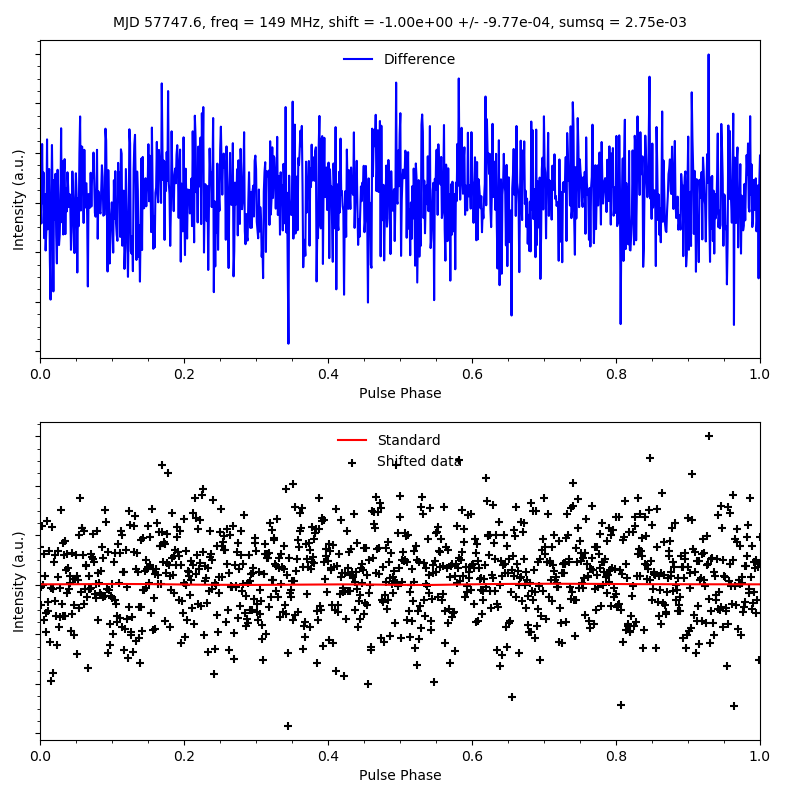 MJD 57747.6, freq = 149 MHz, shift = -1.00e+00 +/- -9.77e-04, sumsq = 2.75e-03
Difference
Intensity (a.u.)
0.0 0.2 0.4 0.6 0.8 1.0
Pulse Phase
Standard
Shifted data
Intensity (a.u.)
0.0 0.2 0.4 0.6 0.8 1.0
Pulse Phase